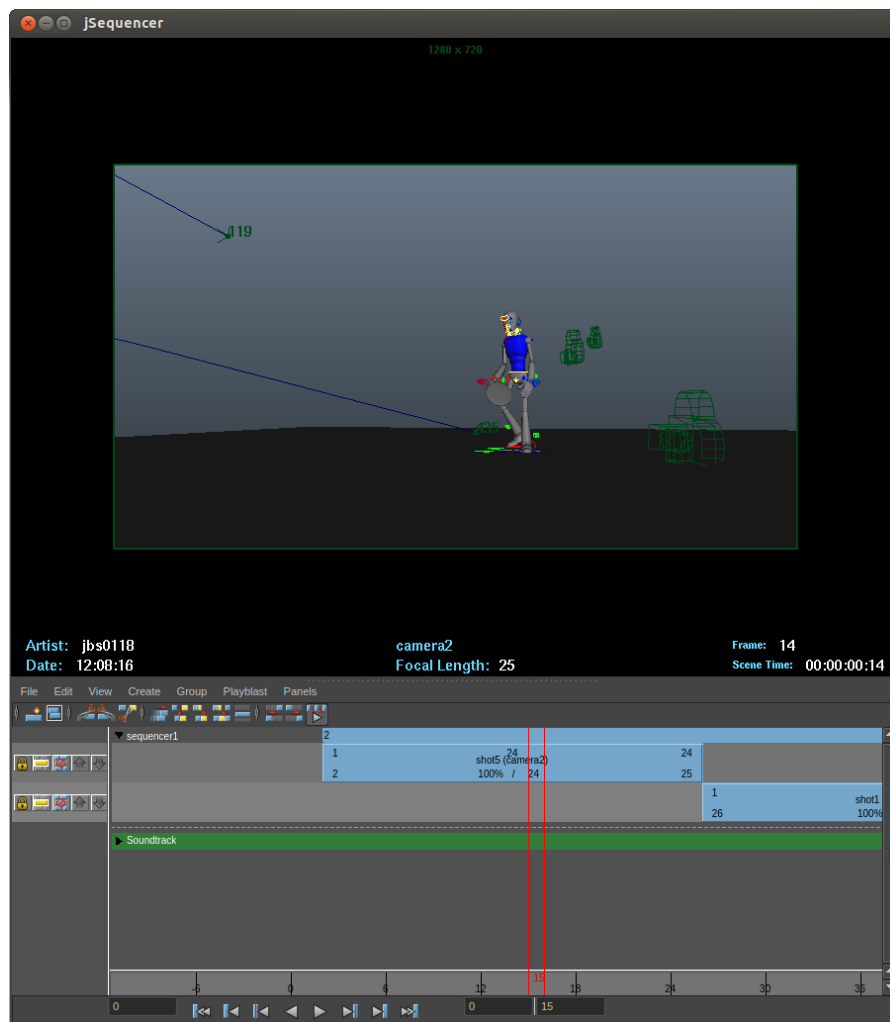 jSequencer
1280 x 720
119
Artist: jbs0118
camera2
Frame: 14
Date: 12:08:16
Focal Length: 25
Scene Time: 00:00:00:14
File Edit View Create Group Playblast Panels
sequencer1
2
1 24 24
shot5 (camera2)
2 100% / 24 25
1 shot1
26 100%
Soundtrack
15
-6 0 6 12 18 24 30 36
0 0 15